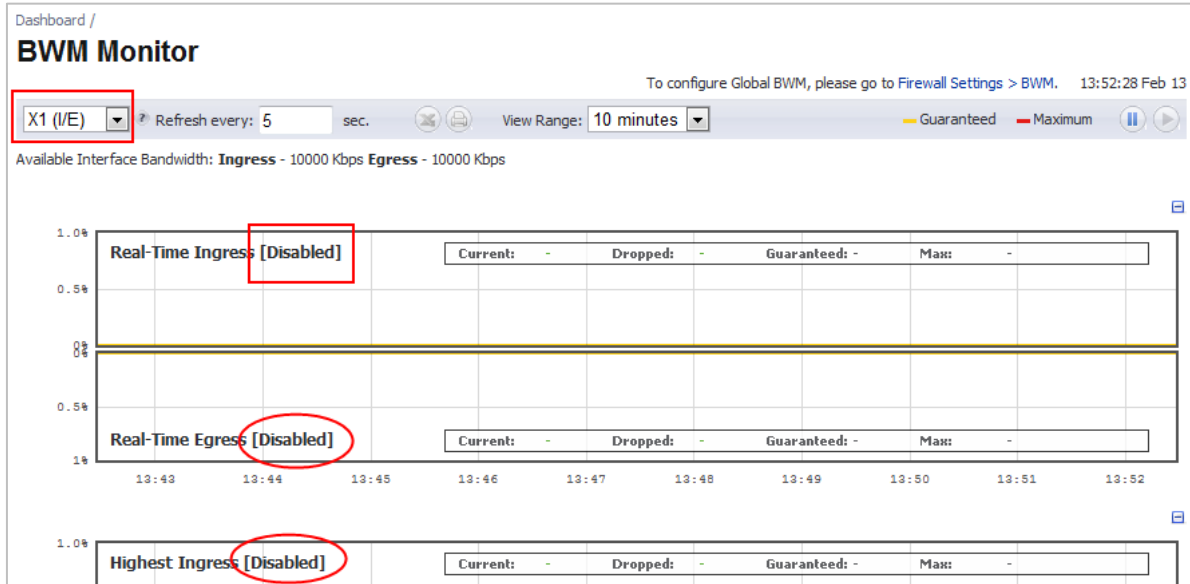 Dashboard /
BWM Monitor
To configure Global BWM, please go to Firewall Settings > BWM. 13:52:28 Feb 13
X1 (I/E) ? Refresh every: 5 sec. View Range: 10 minutes Guaranteed Maximum
Available Interface Bandwidth: Ingress - 10000 Kbps Egress - 10000 Kbps
1.0%
Real-Time Ingress [Disabled] Current: - Dropped: - Guaranteed: - Max: -
0.5%
0%
0%
0.5%
Real-Time Egress [Disabled] Current: - Dropped: - Guaranteed: - Max: -
1%
13:43 13:44 13:45 13:46 13:47 13:48 13:49 13:50 13:51 13:52
1.0%
Highest Ingress [Disabled] Current: - Dropped: - Guaranteed: - Max: -